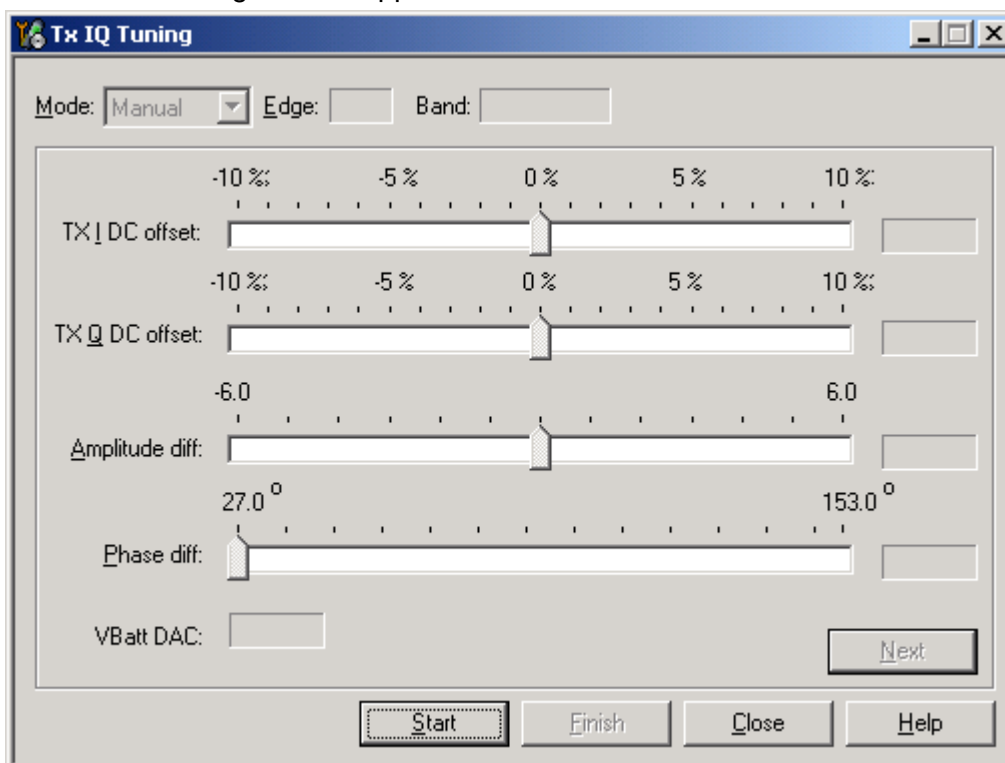 Tx IQ Tuning
Mode: Manual Edge: Band:
-10 %; -5 % 0 % 5 % 10 %:
TX I DC offset:
-10 %; -5 % 0 % 5 % 10 %;
TX Q DC offset:
-6.0 6.0
Amplitude diff:
27.0 o 153.0 o
Phase diff:
VBatt DAC:
Next
Start Finish Close Help